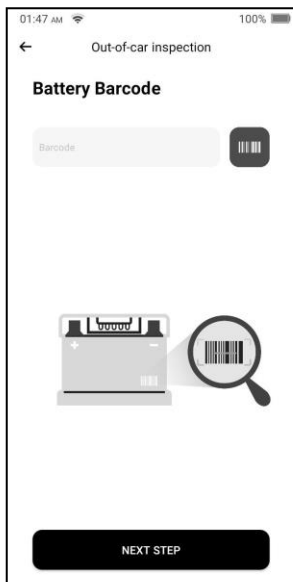 01:47 AM 100%
Out-of-car inspection
Battery Barcode
Barcode
+ −
NEXT STEP